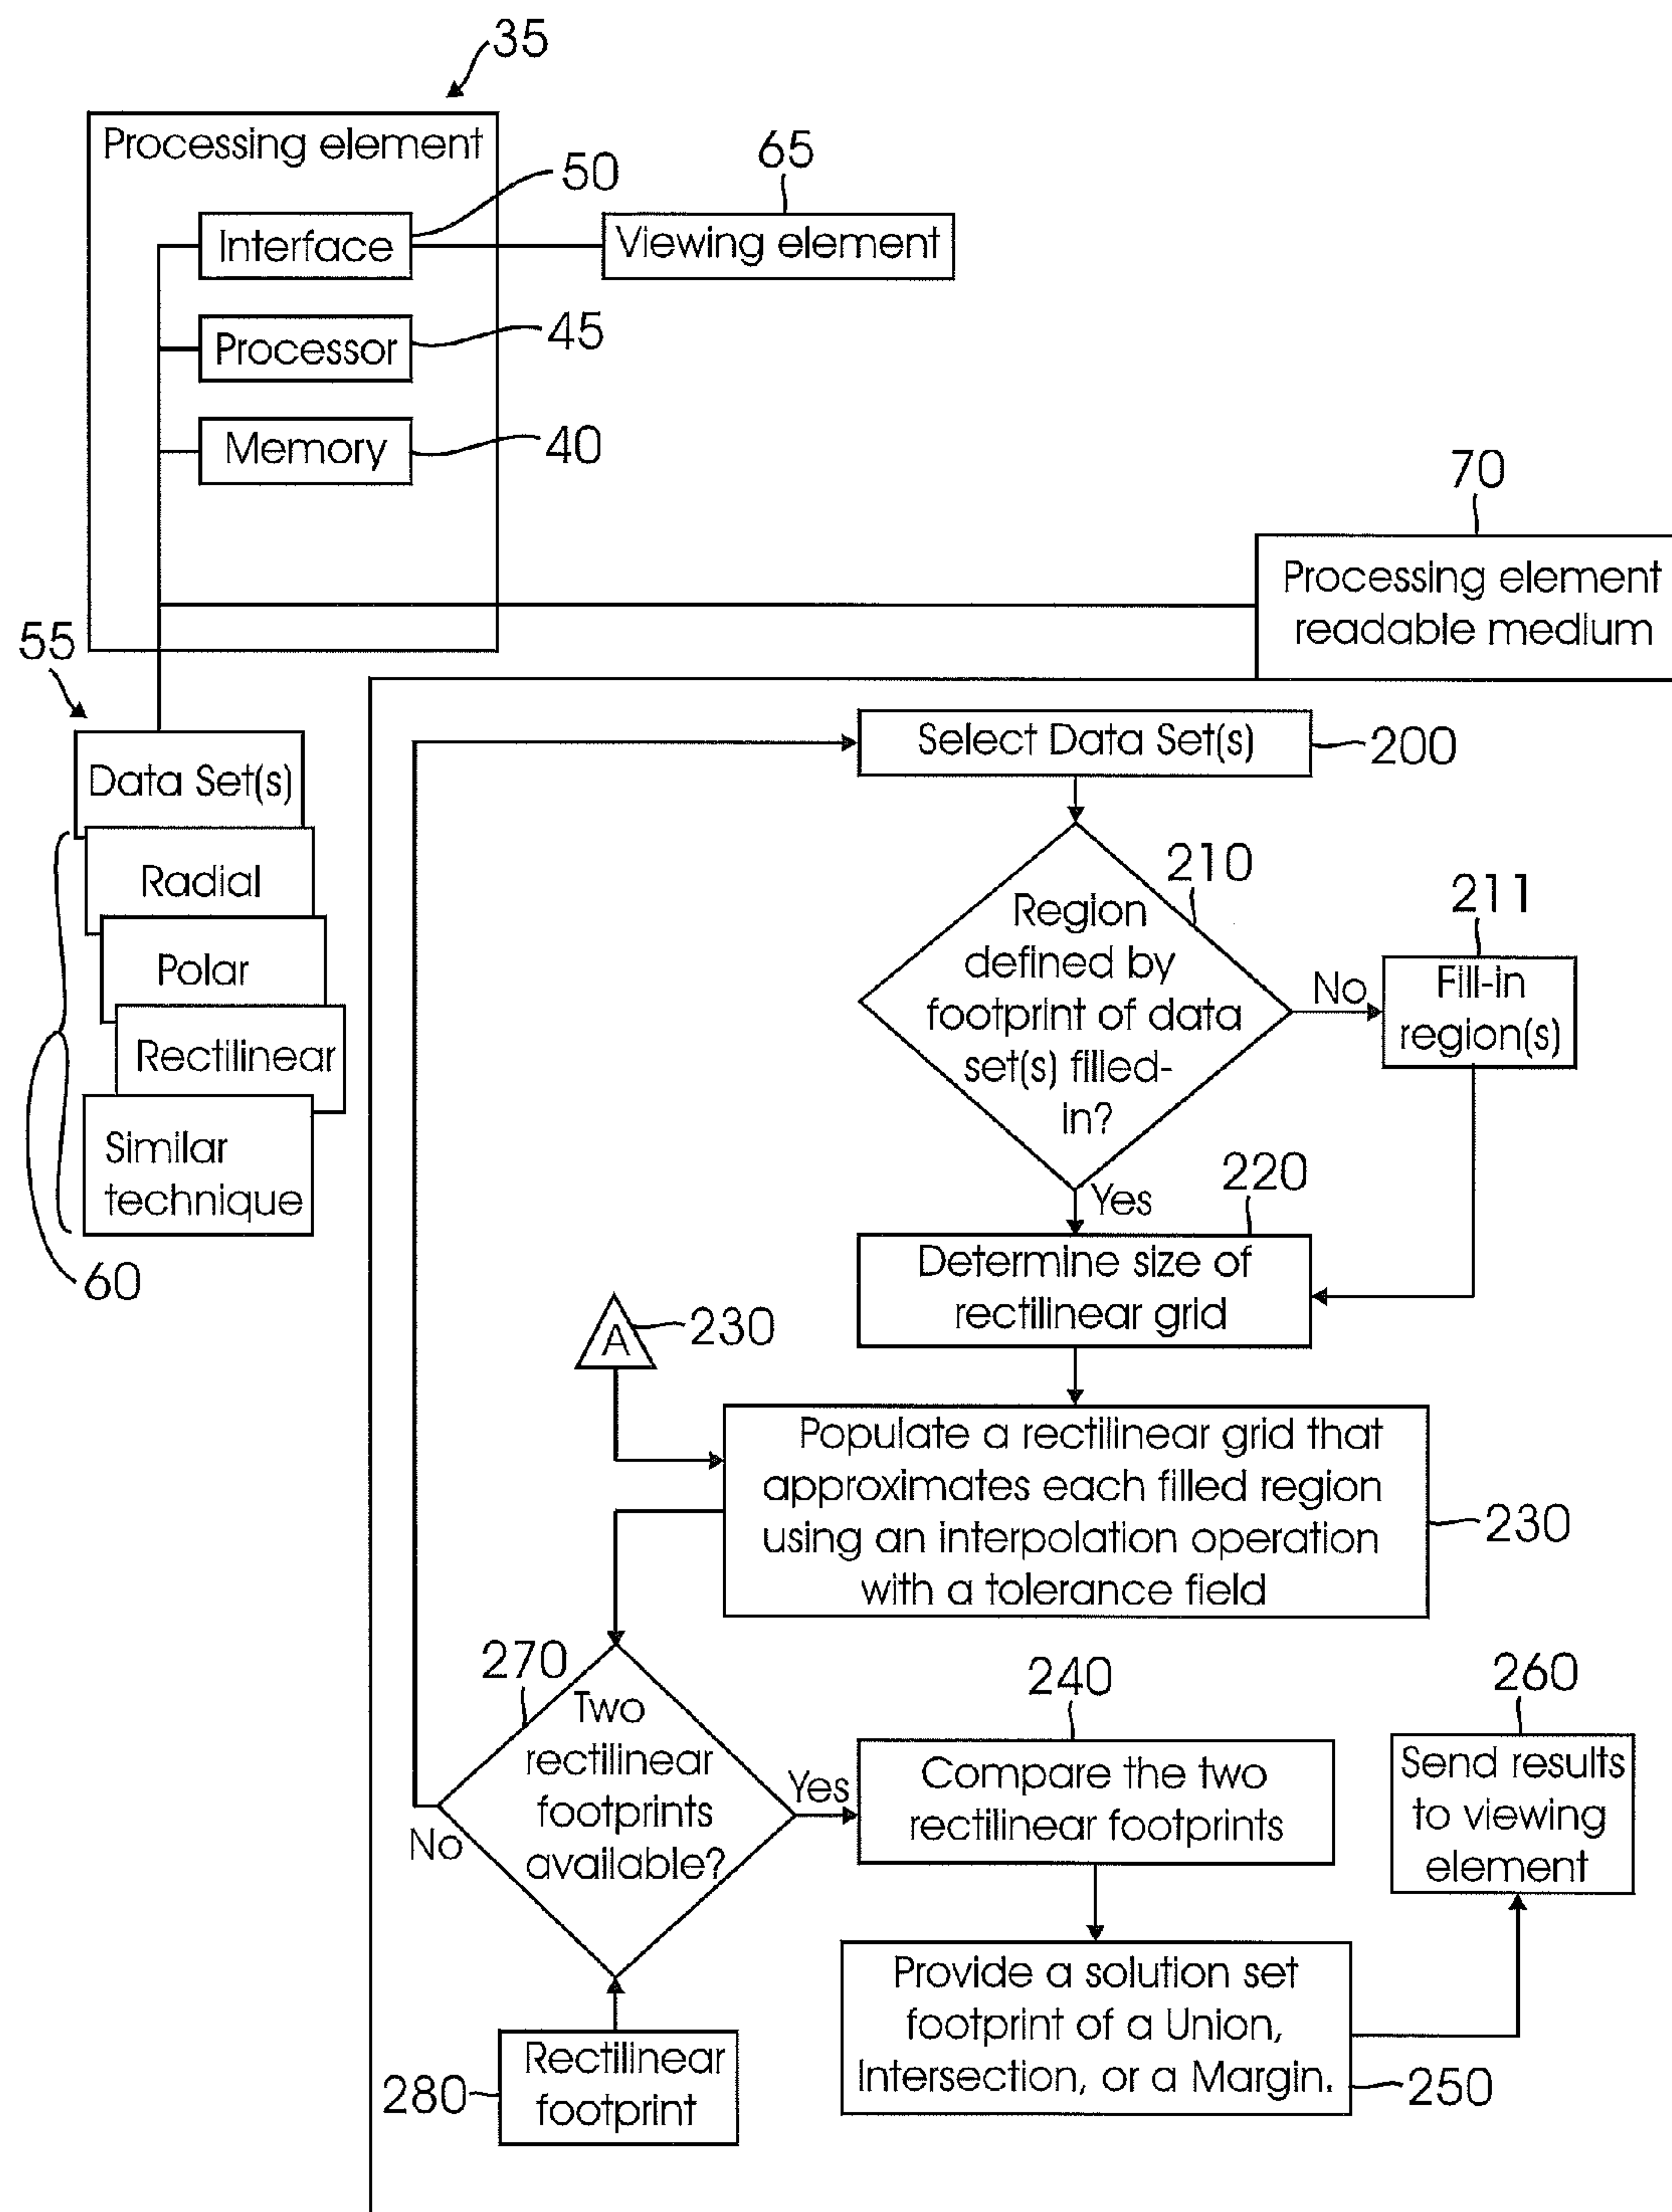 35
Processing element
50
65
Interface
Viewing element
Processor
45
Memory
40
70
Processing element
readable medium
55
Data Set(s)
Radial
Polar
Rectilinear
Similar
technique
60
Select Data Set(s)
200
210
Region
defined by
footprint of data
set(s) filled-
in?
No
211
Fill-in
region(s)
Yes
220
Determine size of
rectilinear grid
A
230
Populate a rectilinear grid that
approximates each filled region
using an interpolation operation
with a tolerance field
230
270
Two
rectilinear
footprints
available?
No
Yes
240
Compare the two
rectilinear footprints
260
Send results
to viewing
element
Provide a solution set
footprint of a Union,
Intersection, or a Margin.
250
280
Rectilinear
footprint